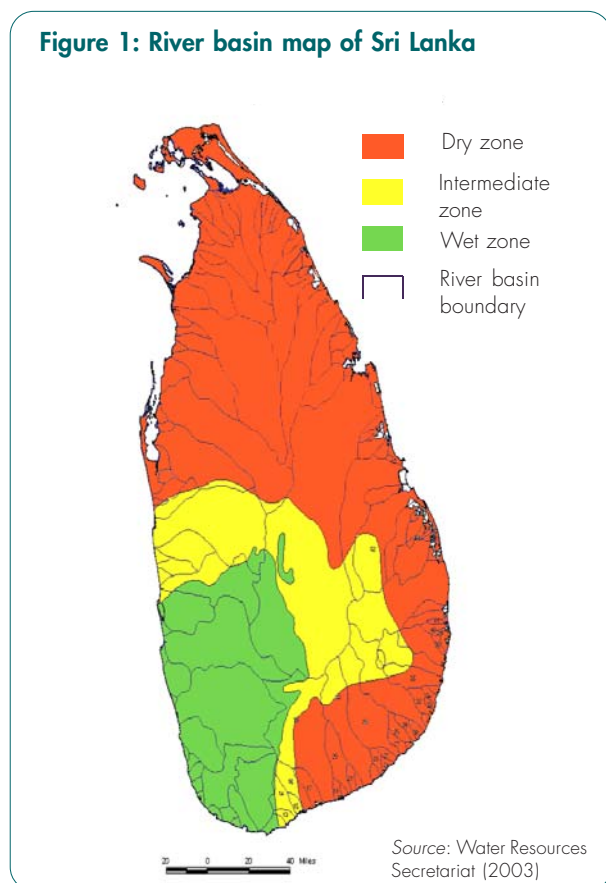 Figure 1: River basin map of Sri Lanka
Dry zone
Intermediate
zone
Wet zone
River basin
boundary
20 0 20 40 Miles
Source: Water Resources
Secretariat (2003)